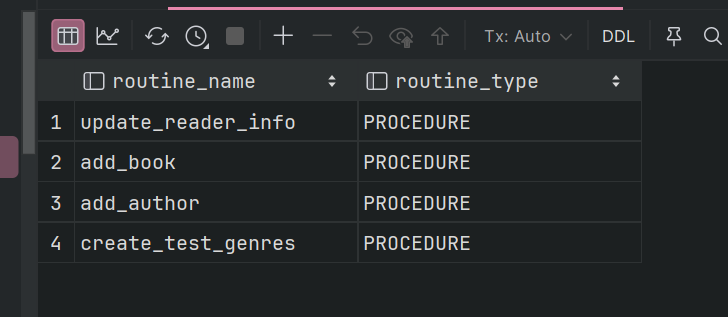 Tx: Auto DDL
routine_name routine_type
1 update_reader_info PROCEDURE
2 add_book PROCEDURE
3 add_author PROCEDURE
4 create_test_genres PROCEDURE